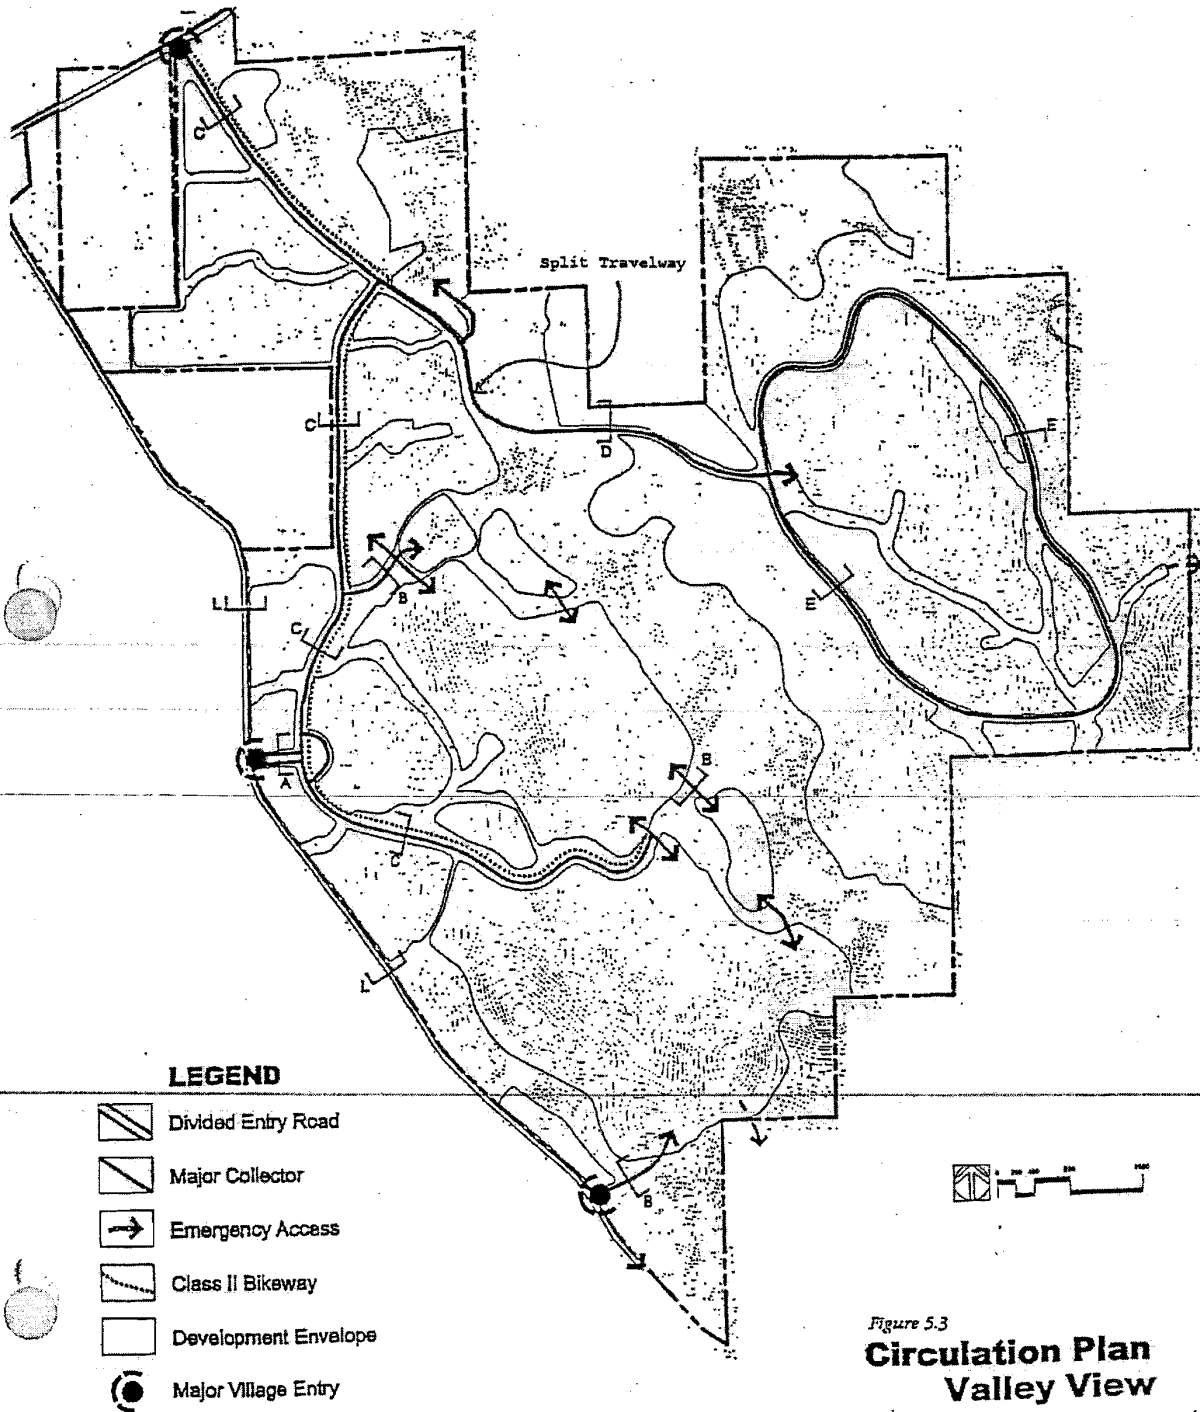 Split Travelway
C
K
C
D
E
E
B
L
C
B
A
C
L
B
LEGEND
Divided Entry Road
Major Collector
Emergency Access
Class II Bikeway
Development Envelope
Major Village Entry
Figure 5.3
Circulation Plan
Valley View